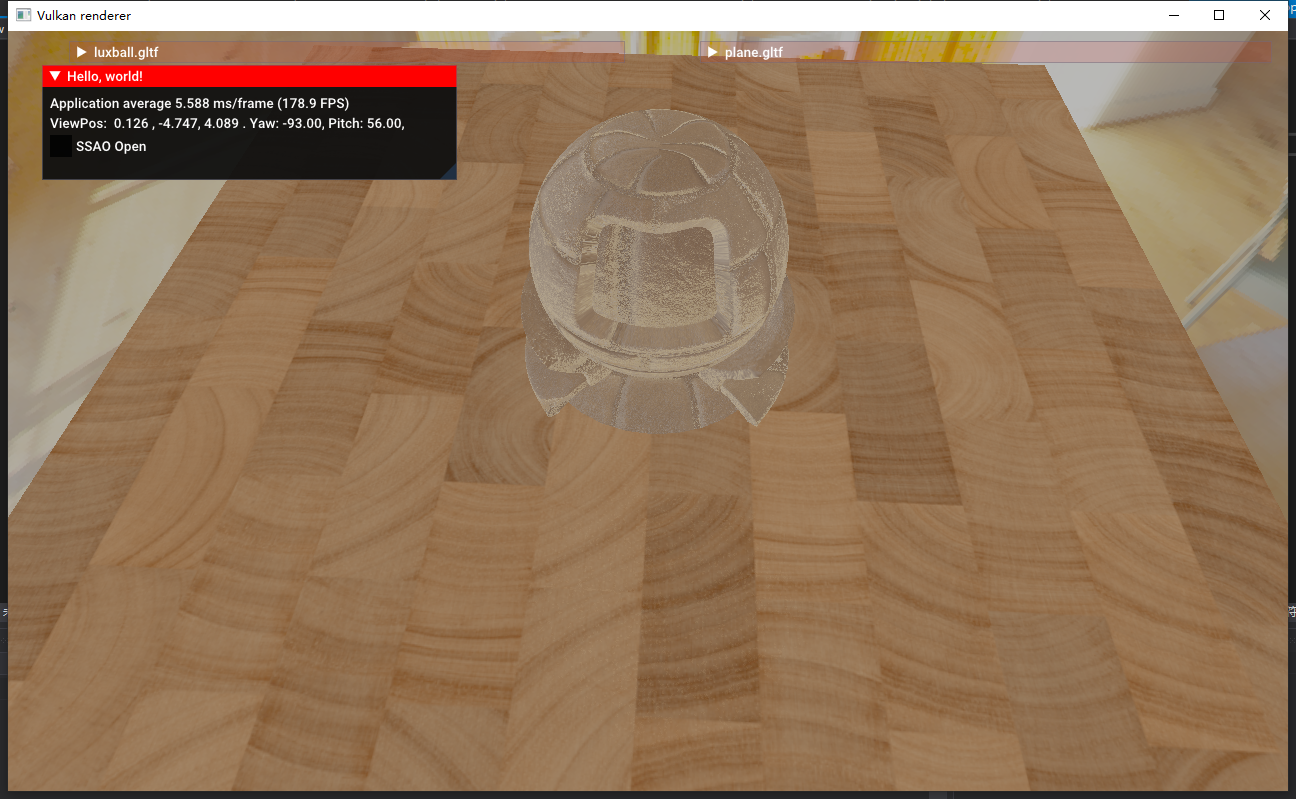 Vulkan renderer
luxball.gltf
plane.gltf
Hello, world!
Application average 5.588 ms/frame (178.9 FPS)
ViewPos:  0.126 , -4.747, 4.089 . Yaw: -93.00, Pitch: 56.00,
SSAO Open